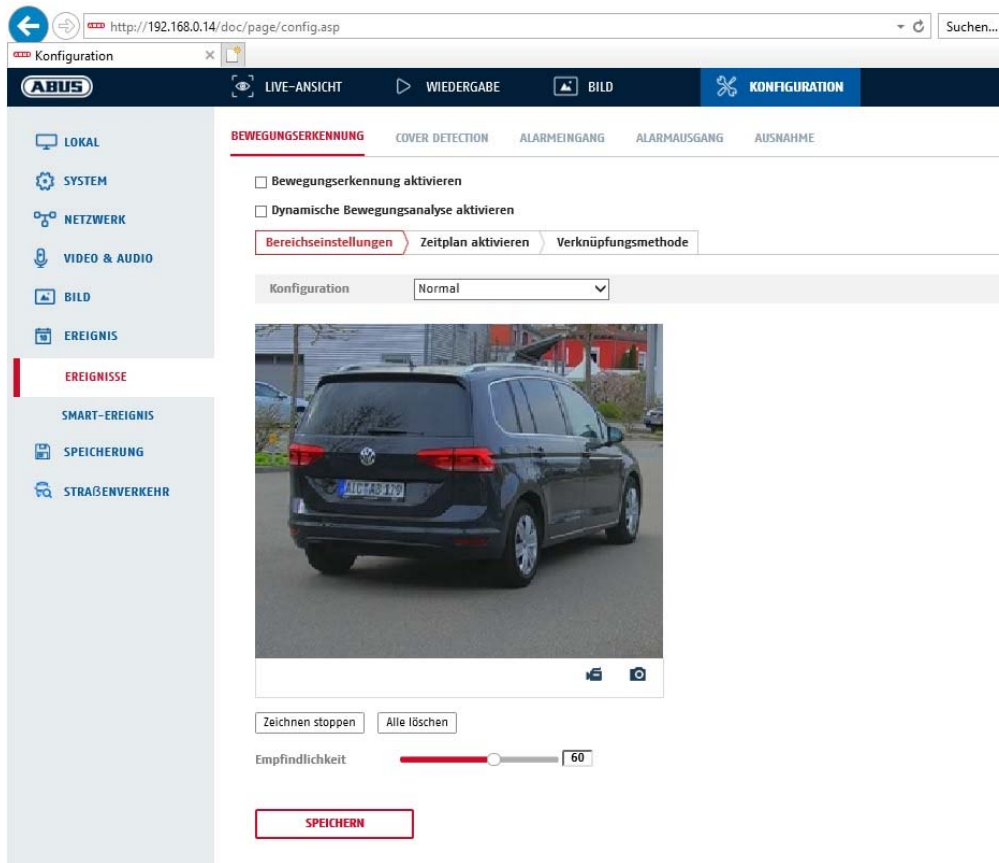 http://192.168.0.14/doc/page/config.asp
Suchen...
Konfiguration
ABUS
LIVE-ANSICHT
WIEDERGABE
BILD
KONFIGURATION
LOKAL
SYSTEM
NETZWERK
VIDEO & AUDIO
BILD
EREIGNIS
EREIGNISSE
SMART-EREIGNIS
SPEICHERUNG
STRAßENVERKEHR
BEWEGUNGSERKENNUNG
COVER DETECTION
ALARMEINGANG
ALARMAUSGANG
AUSNAHME
Bewegungserkennung aktivieren
Dynamische Bewegungsanalyse aktivieren
Bereichseinstellungen
Zeitplan aktivieren
Verknüpfungsmethode
Konfiguration
Normal
AIC AB 129
Zeichnen stoppen
Alle löschen
Empfindlichkeit
60
SPEICHERN